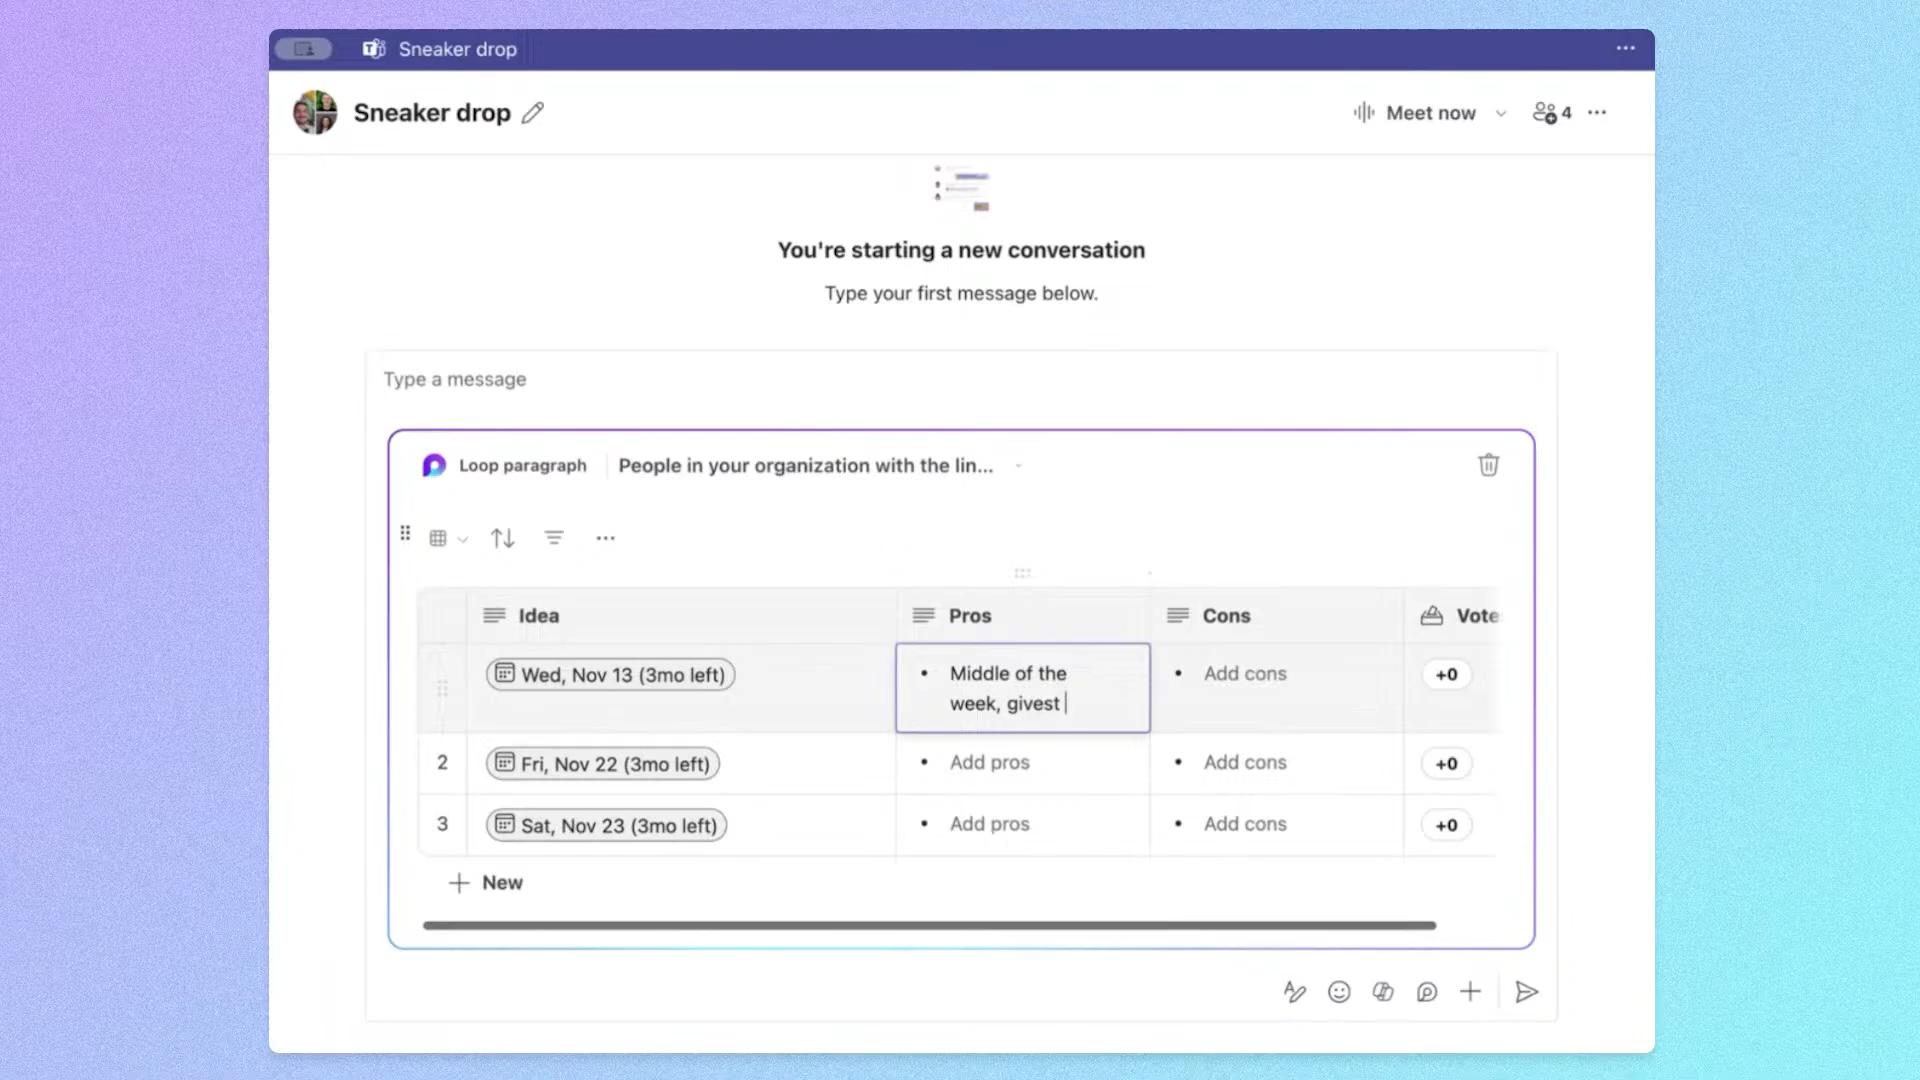 Sneaker drop
Sneaker drop
Meet now
4
You're starting a new conversation
Type your first message below.
Type a message
Loop paragraph
People in your organization with the lin...
Idea
Pros
Cons
Vote
Wed, Nov 13 (3mo left)
Middle of the
week, givest
Add cons
+0
2
Fri, Nov 22 (3mo left)
Add pros
Add cons
+0
3
Sat, Nov 23 (3mo left)
Add pros
Add cons
+0
New